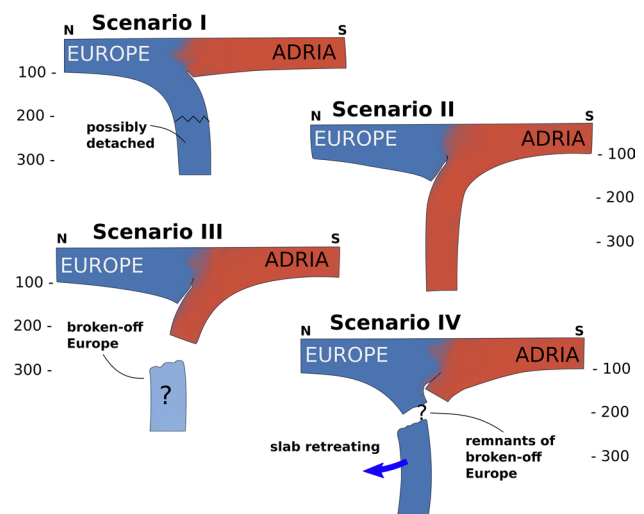 Scenario I
N
S
EUROPE
ADRIA
100 -
200 -
300 -
possibly
detached
Scenario II
EUROPE
ADRIA
- 100
- 200
- 300
Scenario III
N
S
EUROPE
ADRIA
100 -
200 -
300 -
broken-off
Europe
?
Scenario IV
N
S
EUROPE
ADRIA
- 100
- 200
- 300
?
slab retreating
remnants of
broken-off
Europe